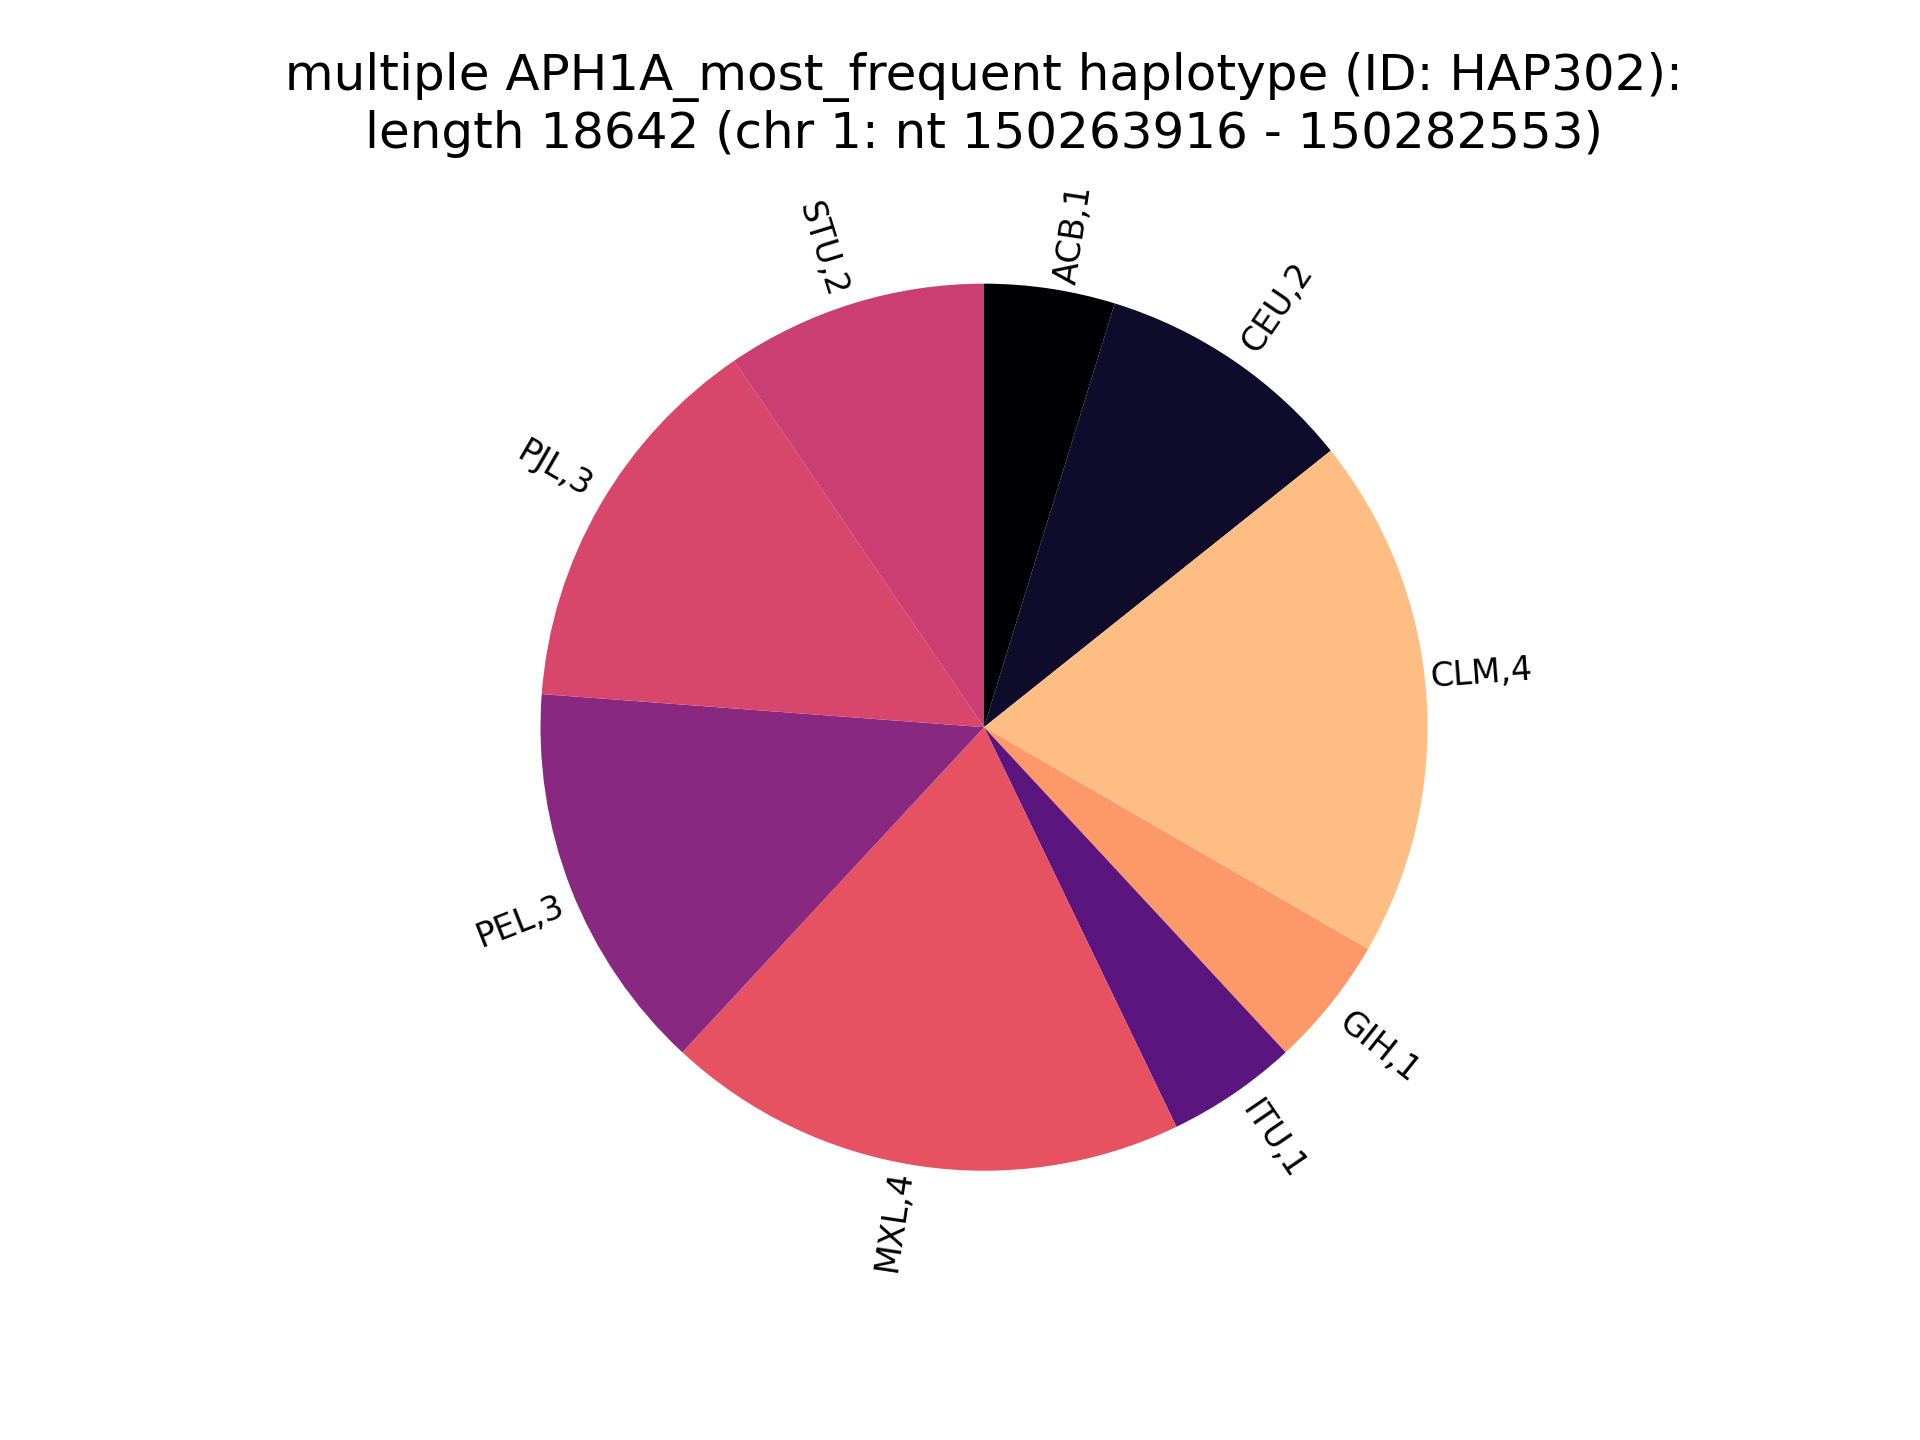 multiple APH1A_most_frequent haplotype (ID: HAP302):
length 18642 (chr 1: nt 150263916 - 150282553)
ACB,1
CEU,2
CLM,4
GIH,1
ITU,1
MXL,4
PEL,3
PJL,3
STU,2